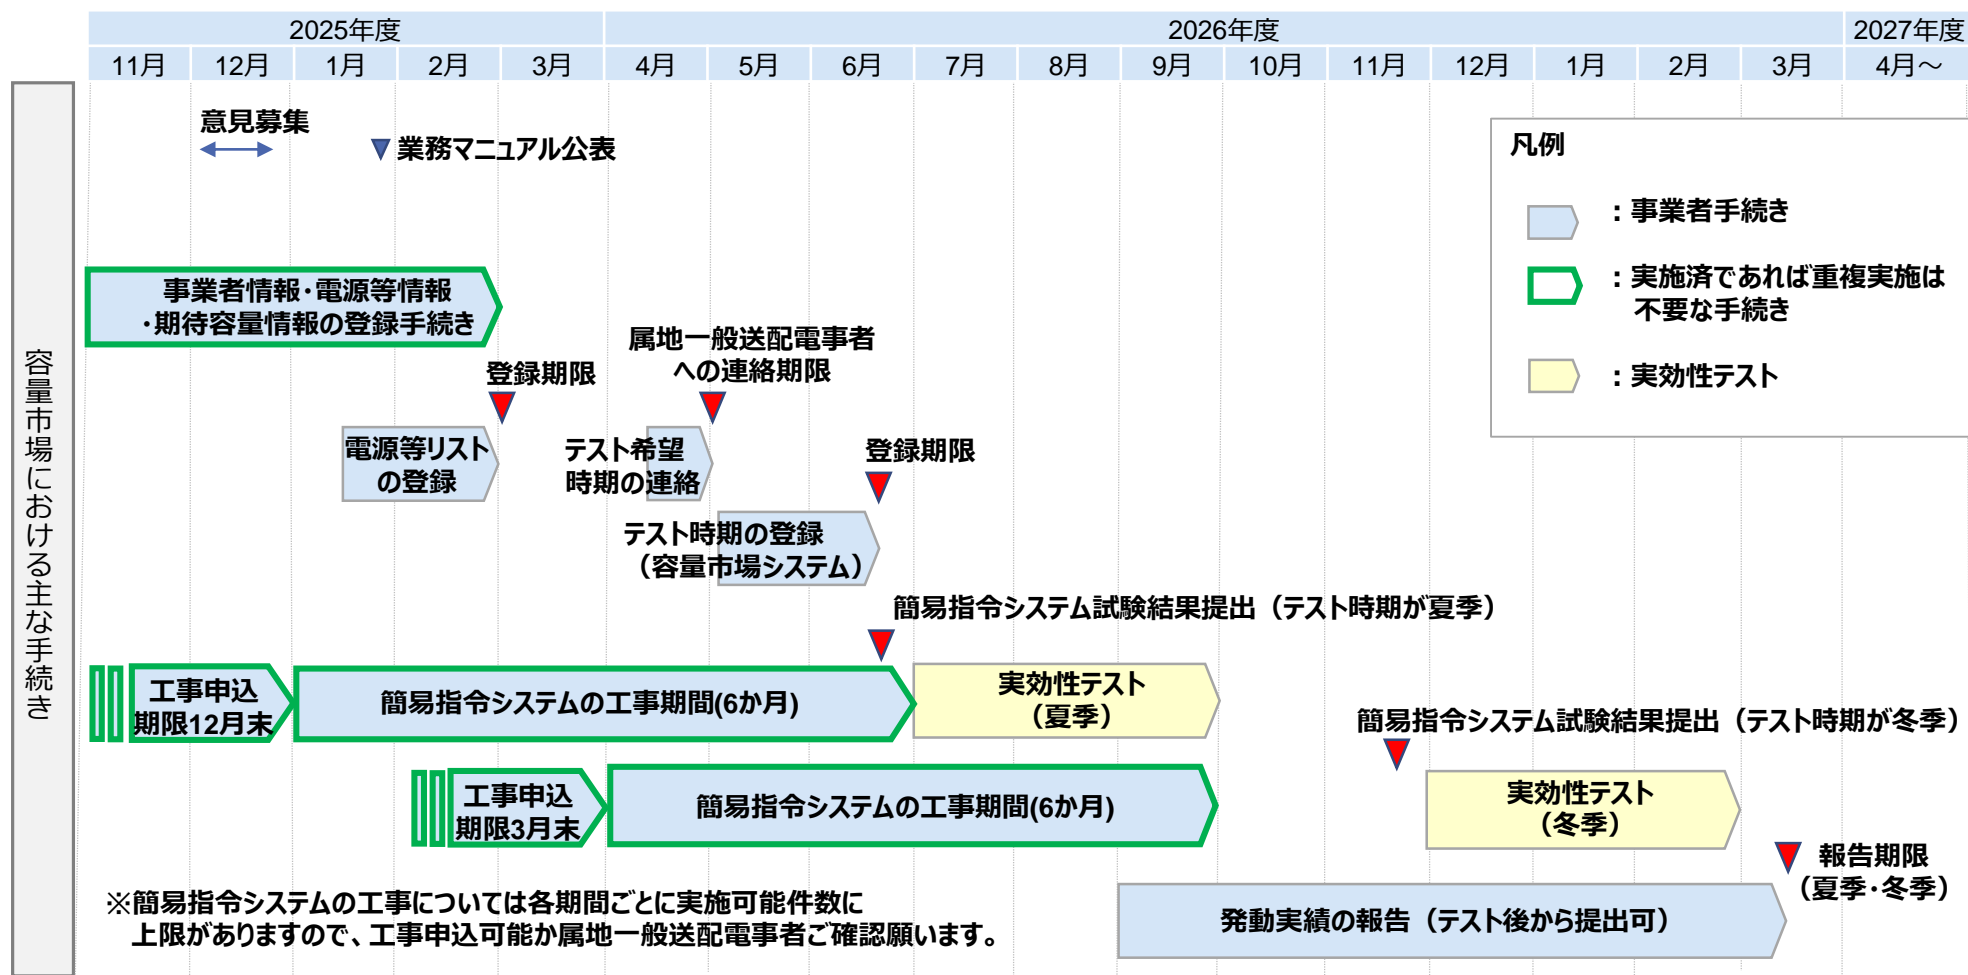 2025年度
2026年度
2027年度
11月
12月
1月
2月
3月
4月
5月
6月
7月
8月
9月
10月
11月
12月
1月
2月
3月
4月～
容量市場における主な手続き
意見募集
業務マニュアル公表
凡例
：事業者手続き
：実施済であれば重複実施は
不要な手続き
：実効性テスト
事業者情報・電源等情報
・期待容量情報の登録手続き
登録期限
電源等リスト
の登録
属地一般送配電事業者
への連絡期限
テスト希望
時期の連絡
登録期限
テスト時期の登録
（容量市場システム）
簡易指令システム試験結果提出（テスト時期が夏季）
工事申込
期限12月末
簡易指令システムの工事期間(6か月)
実効性テスト
（夏季）
簡易指令システム試験結果提出（テスト時期が冬季）
工事申込
期限3月末
簡易指令システムの工事期間(6か月)
実効性テスト
（冬季）
報告期限
（夏季・冬季）
発動実績の報告（テスト後から提出可）
※簡易指令システムの工事については各期間ごとに実施可能件数に
上限がありますので、工事申込可能か属地一般送配電事業者ご確認願います。